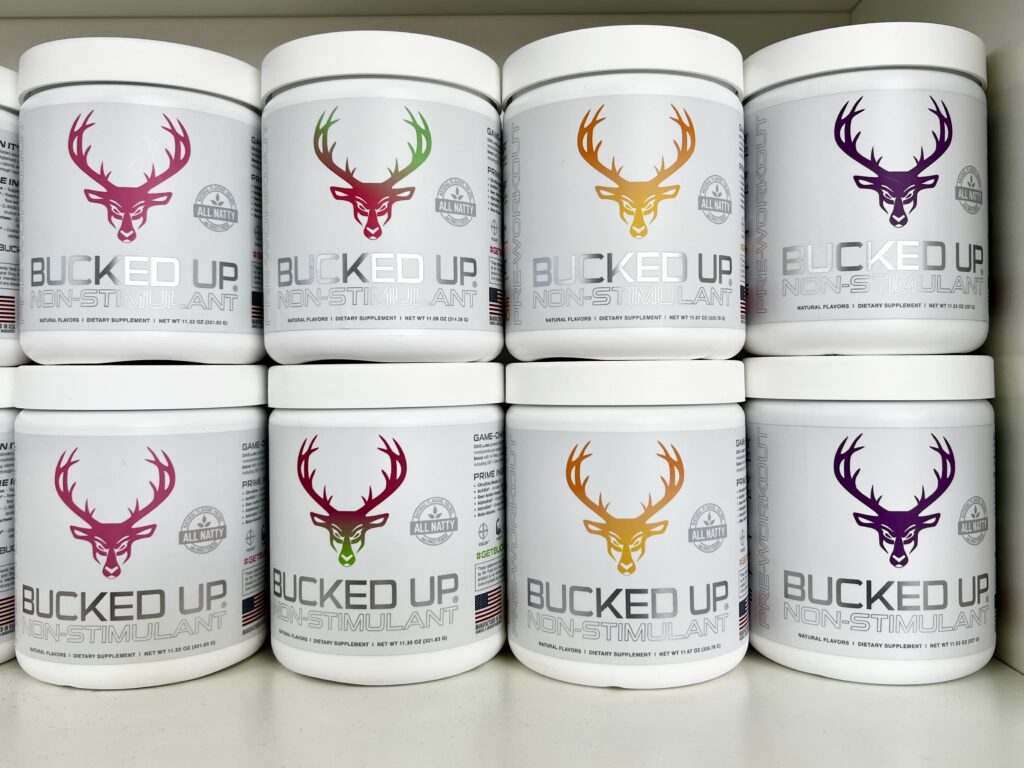 ALL NATTY
BUCKED UP®
NON-STIMULANT
NATURAL FLAVORS | DIETARY SUPPLEMENT | NET WT 11.32 OZ (321.03 G)
ALL NATTY
BUCKED UP®
NON-STIMULANT
NATURAL FLAVORS | DIETARY SUPPLEMENT | NET WT 11.09 OZ (314.28 G)
PRE-WORKOUT
ALL NATTY
BUCKED UP®
NON-STIMULANT
NATURAL FLAVORS | DIETARY SUPPLEMENT | NET WT 11.67 OZ (330.78 G)
PRE-WORKOUT
ALL NATTY
BUCKED UP®
NON-STIMULANT
NATURAL FLAVORS | DIETARY SUPPLEMENT | NET WT 11.53 OZ (327 G)
ALL NATTY
BUCKED UP®
NON-STIMULANT
NATURAL FLAVORS | DIETARY SUPPLEMENT | NET WT 11.32 OZ (321.03 G)
ALL NATTY
BUCKED UP®
NON-STIMULANT
NATURAL FLAVORS | DIETARY SUPPLEMENT | NET WT 11.35 OZ (321.83 G)
PRE-WORKOUT
ALL NATTY
BUCKED UP®
NON-STIMULANT
NATURAL FLAVORS | DIETARY SUPPLEMENT | NET WT 11.67 OZ (330.78 G)
PRE-WORKOUT
ALL NATTY
BUCKED UP®
NON-STIMULANT
NATURAL FLAVORS | DIETARY SUPPLEMENT | NET WT 11.53 OZ (327 G)